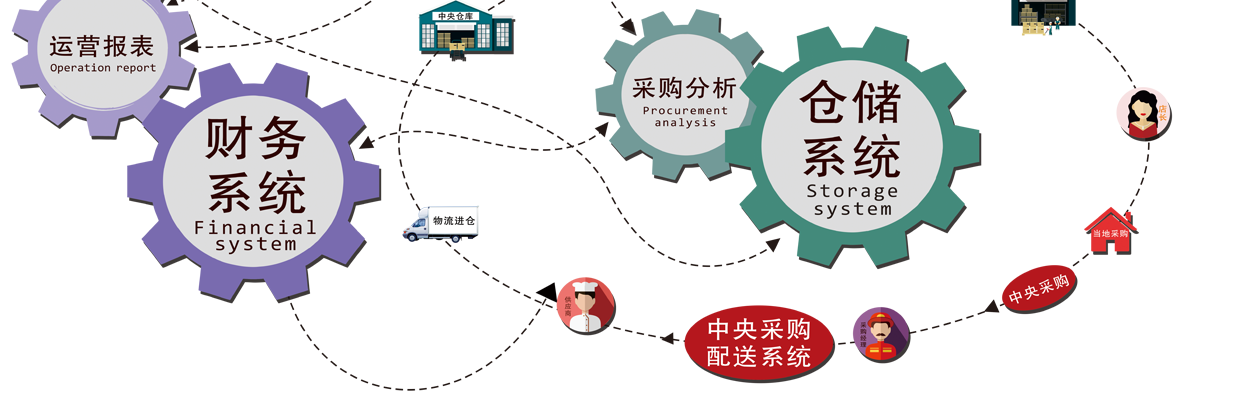 中央仓库
运营报表
Operation report
采购分析
Procurement
analysis
仓储
系统
Storage
system
财务
系统
Financial
system
店长
物流进仓
当地采购
中央采购
供应商
采购经理
中央采购
配送系统